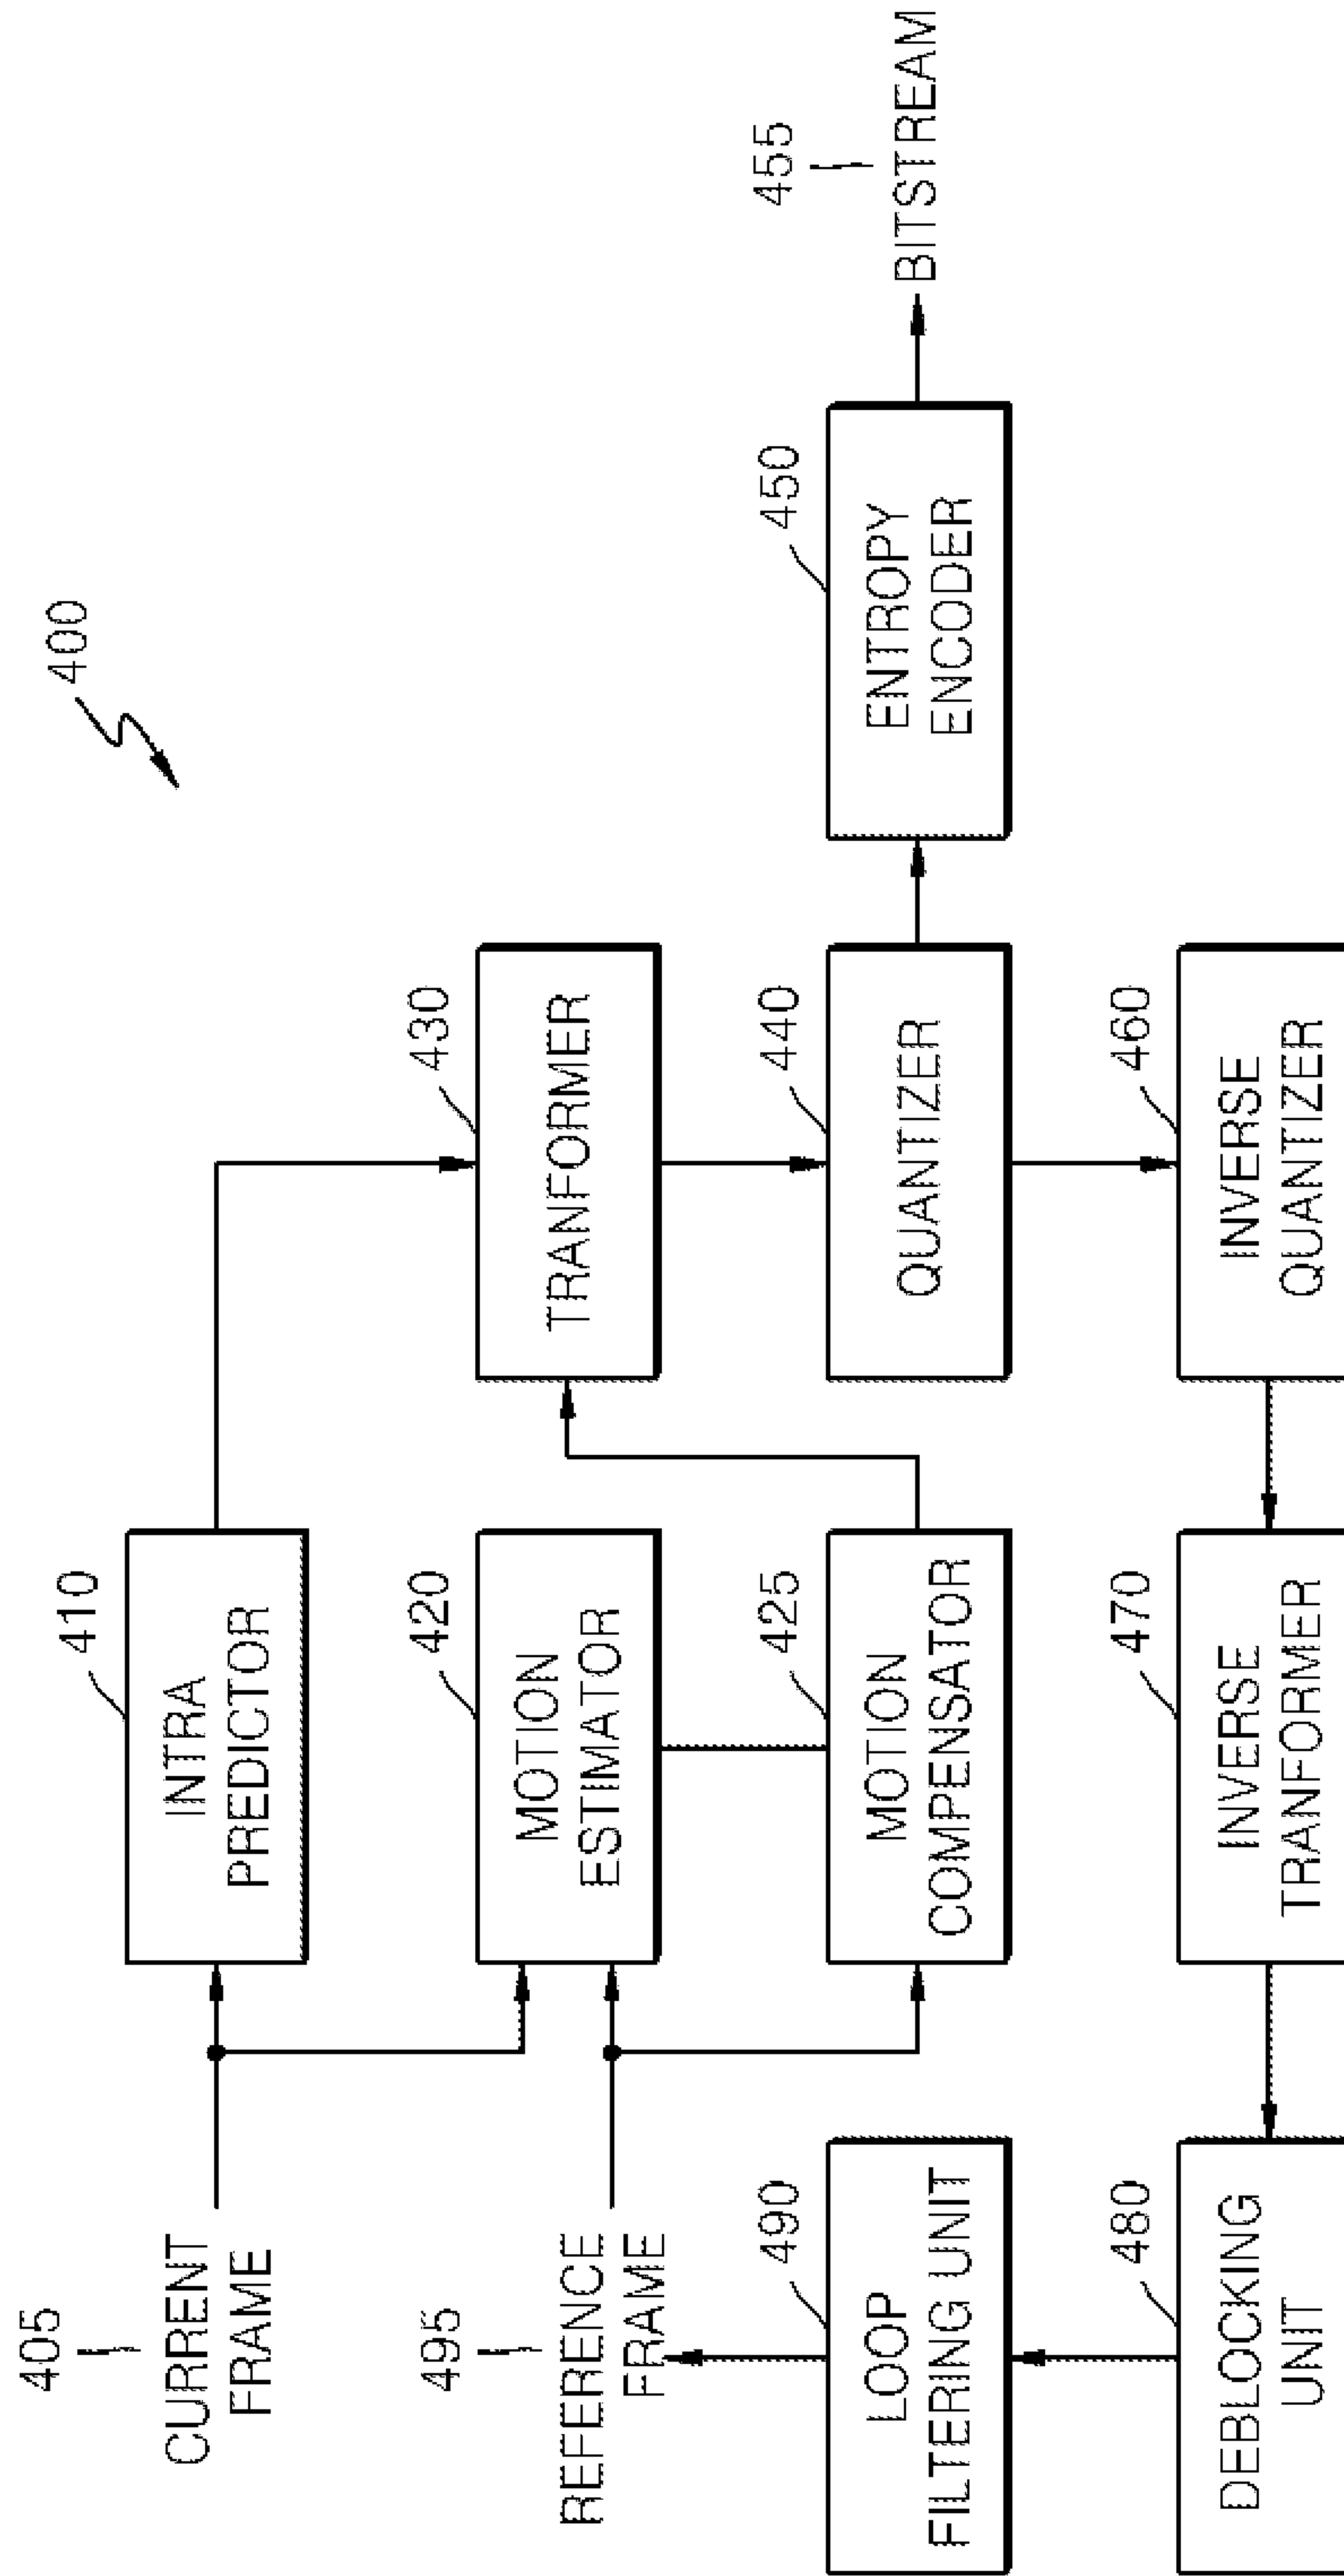 400
405
CURRENT
FRAME
410
INTRA
PREDICTOR
495
REFERENCE
FRAME
420
MOTION
ESTIMATOR
430
TRANFORMER
490
LOOP
FILTERING UNIT
425
MOTION
COMPENSATOR
440
QUANTIZER
450
ENTROPY
ENCODER
455
BITSTREAM
480
DEBLOCKING
UNIT
470
INVERSE
TRANFORMER
460
INVERSE
QUANTIZER